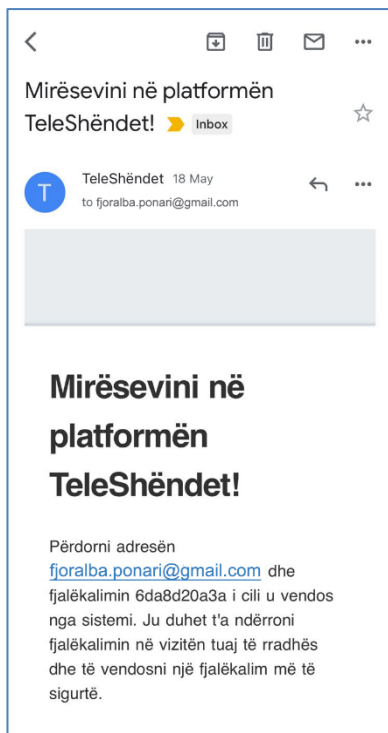 Mirësevini në platformën
TeleShëndet! Inbox
T
TeleShëndet 18 May
to fjoralba.ponari@gmail.com
Mirësevini në
platformën
TeleShëndet!
Përdorni adresën
fjoralba.ponari@gmail.com dhe
fjalëkalimin 6da8d20a3a i cili u vendos
nga sistemi. Ju duhet t'a ndërroni
fjalëkalimin në vizitën tuaj të rradhës
dhe të vendosni një fjalëkalim më të
sigurtë.